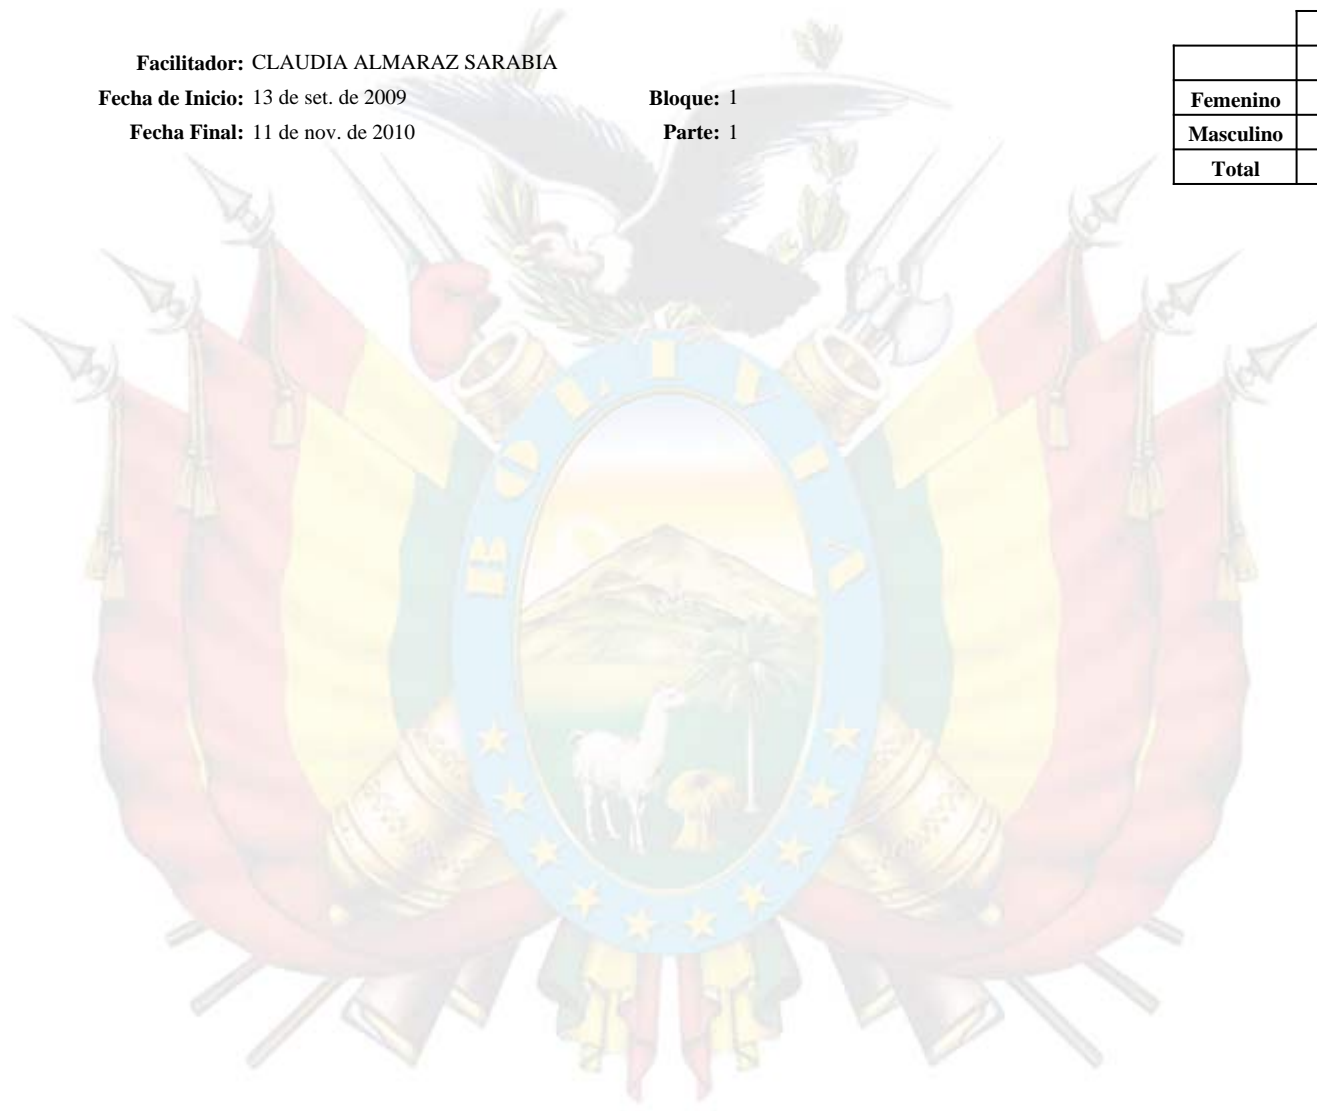 Facilitador: CLAUDIA ALMARAZ SARABIA
Fecha de Inicio: 13 de set. de 2009 Bloque: 1
Fecha Final: 11 de nov. de 2010 Parte: 1
Femenino
Masculino
Total
BOLIVIA